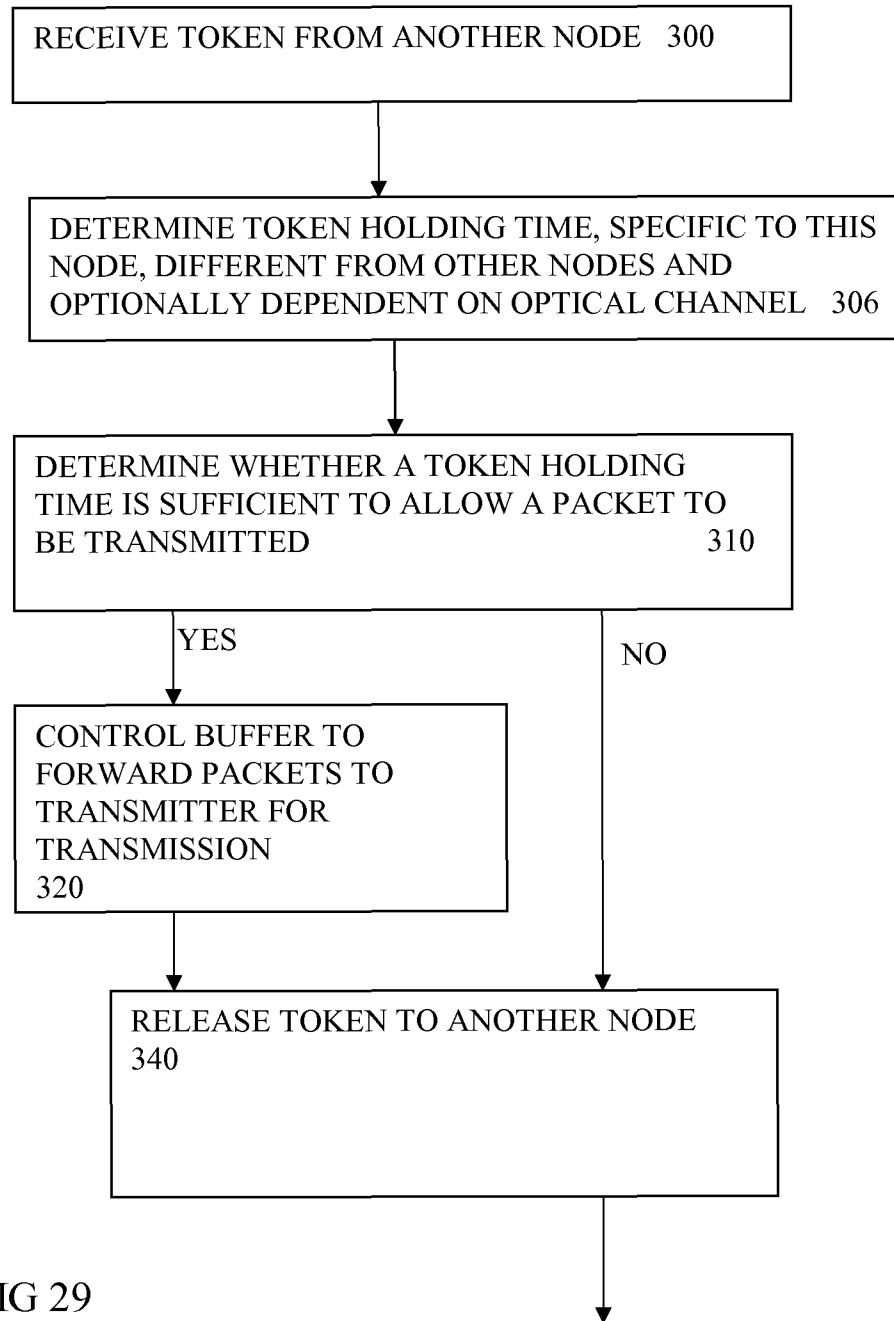 RECEIVE TOKEN FROM ANOTHER NODE 300
DETERMINE TOKEN HOLDING TIME, SPECIFIC TO THIS
NODE, DIFFERENT FROM OTHER NODES AND
OPTIONALLY DEPENDENT ON OPTICAL CHANNEL 306
DETERMINE WHETHER A TOKEN HOLDING
TIME IS SUFFICIENT TO ALLOW A PACKET TO
BE TRANSMITTED 310
YES
NO
CONTROL BUFFER TO
FORWARD PACKETS TO
TRANSMITTER FOR
TRANSMISSION
320
RELEASE TOKEN TO ANOTHER NODE
340
IG 29